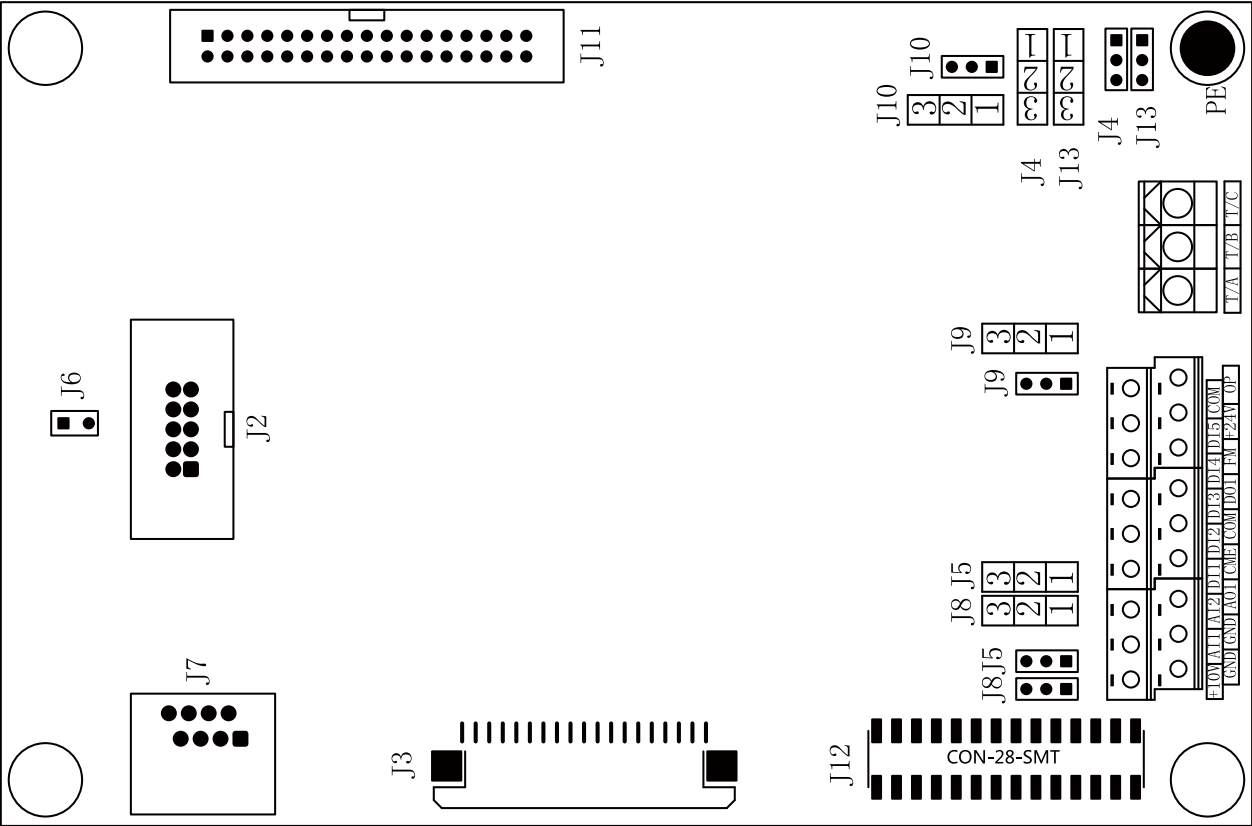 J11
J10
J10
3 2 1
1 2 3
1 2 3
J4
J13
J4
J13
PE
T/C
T/B
T/A
J6
J2
J9
3 2 1
J9
COM
DI5
DI4
DI3
DI2
DI1
AI2
AI1
+10V
OP
+24V
FM
DO1
COM
CME
AO1
GND
GND
J5
3 2 1
J8
3 2 1
J5
J8
J7
J3
J12
CON-28-SMT